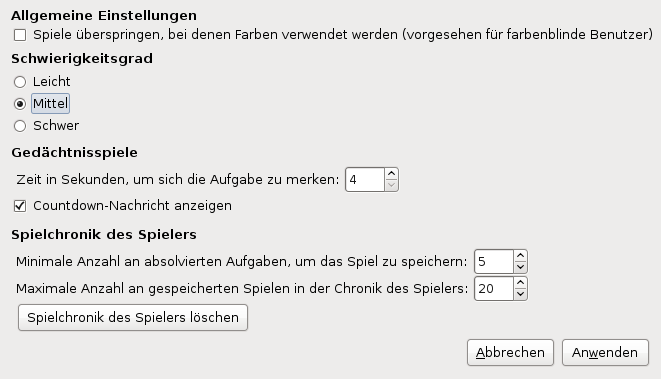 Allgemeine Einstellungen
Spiele überspringen, bei denen Farben verwendet werden (vorgesehen für farbenblinde Benutzer)
Schwierigkeitsgrad
Leicht
Mittel
Schwer
Gedächtnisspiele
Zeit in Sekunden, um sich die Aufgabe zu merken: 4
Countdown-Nachricht anzeigen
Spielchronik des Spielers
Minimale Anzahl an absolvierten Aufgaben, um das Spiel zu speichern: 5
Maximale Anzahl an gespeicherten Spielen in der Chronik des Spielers: 20
Spielchronik des Spielers löschen
Abbrechen Anwenden